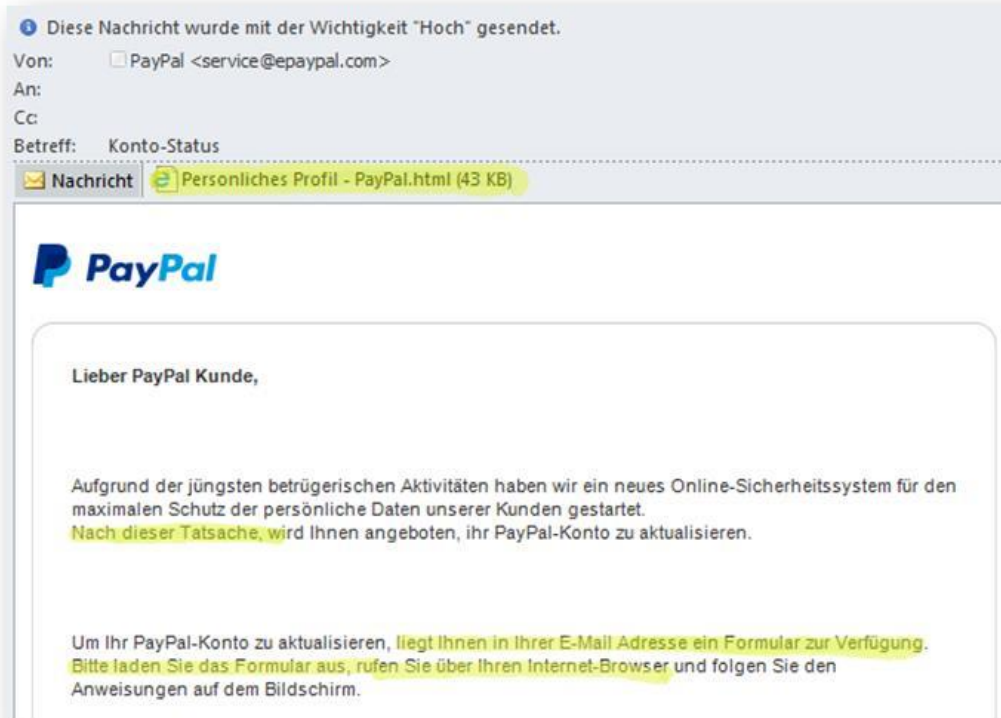 Diese Nachricht wurde mit der Wichtigkeit "Hoch" gesendet.
Von: PayPal <service@epaypal.com>
An:
Cc:
Betreff: Konto-Status
Nachricht Personliches Profil - PayPal.html (43 KB)
PayPal
Lieber PayPal Kunde,
Aufgrund der jüngsten betrügerischen Aktivitäten haben wir ein neues Online-Sicherheitssystem für den
maximalen Schutz der persönliche Daten unserer Kunden gestartet.
Nach dieser Tatsache, wird Ihnen angeboten, ihr PayPal-Konto zu aktualisieren.
Um Ihr PayPal-Konto zu aktualisieren, liegt Ihnen in Ihrer E-Mail Adresse ein Formular zur Verfügung.
Bitte laden Sie das Formular aus, rufen Sie über Ihren Internet-Browser und folgen Sie den
Anweisungen auf dem Bildschirm.